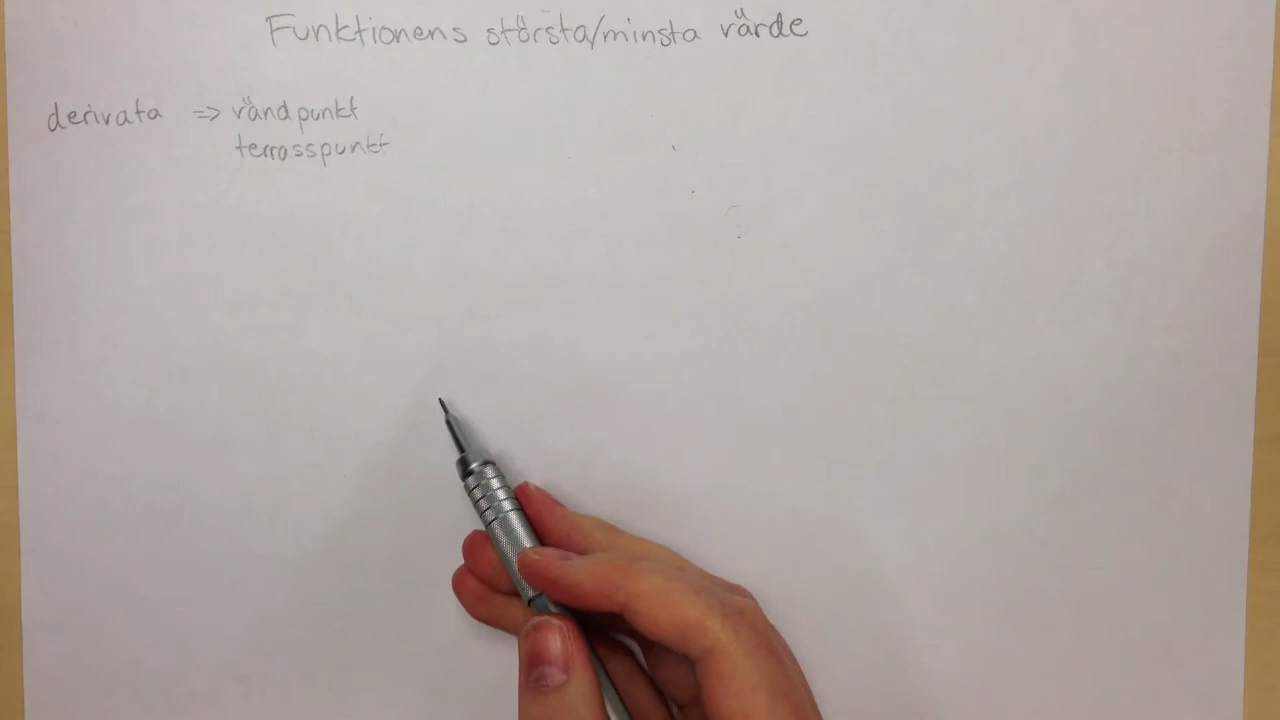 Funktionens största/minsta värde
derivata => vändpunkt
terrasspunkt